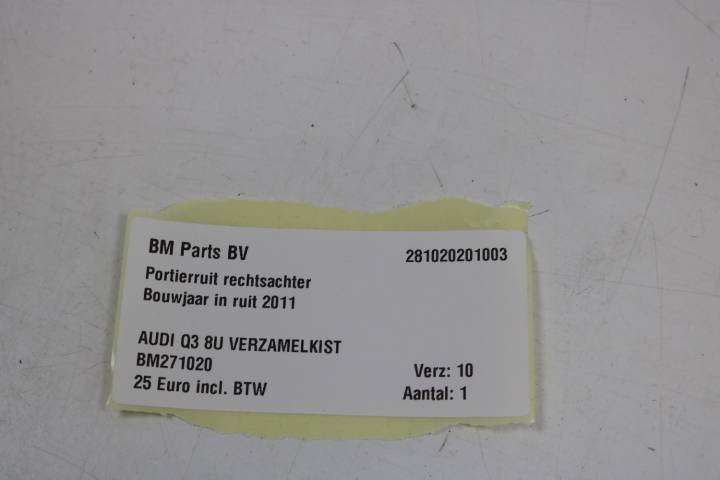 BM Parts BV 281020201003
Portierruit rechtsachter
Bouwjaar in ruit 2011
AUDI Q3 8U VERZAMELKIST
BM271020 Verz: 10
25 Euro incl. BTW Aantal: 1